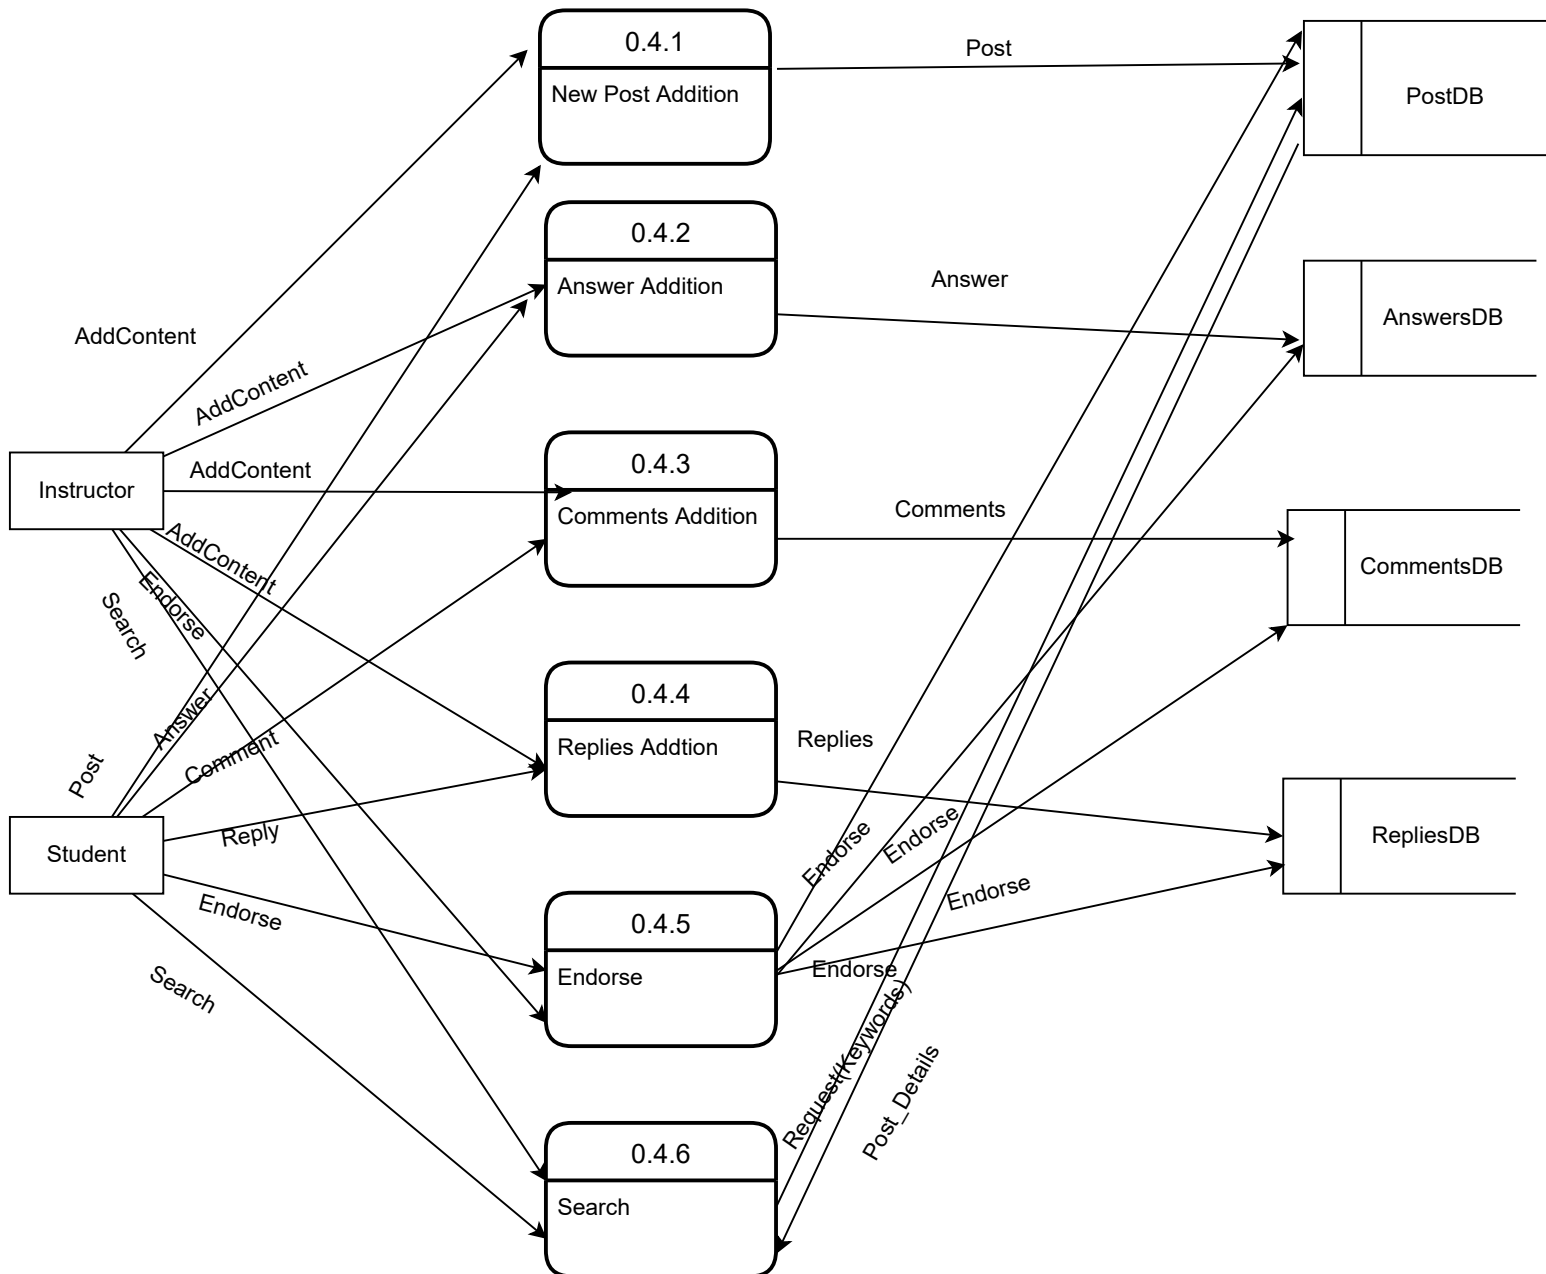 0.4.1
New Post Addition
Post
PostDB
0.4.2
Answer Addition
Answer
AnswersDB
AddContent
AddContent
AddContent
Instructor
0.4.3
Comments Addition
Comments
CommentsDB
AddContent
Endorse
Search
0.4.4
Replies Addtion
Replies
RepliesDB
Answer
Comment
Post
Reply
Student
Endorse
Search
0.4.5
Endorse
Endorse
Endorse
Endorse
Endorse
Request(Keywords)
Post_Details
0.4.6
Search